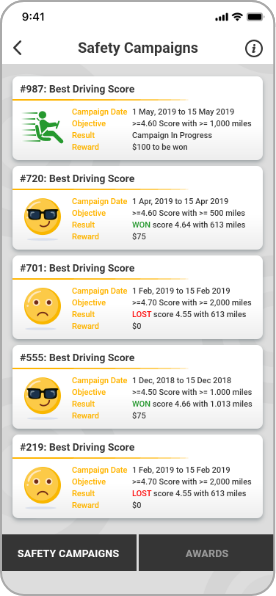 9:41
Safety Campaigns
#987: Best Driving Score
Campaign Date 1 May, 2019 to 15 May 2019
Objective >=4.60 Score with >= 1,000 miles
Result Campaign In Progress
Reward $100 to be won
#720: Best Driving Score
Campaign Date 1 Apr, 2019 to 15 Apr 2019
Objective >=4.60 Score with >= 500 miles
Result WON score 4.64 with 613 miles
Reward $75
#701: Best Driving Score
Campaign Date 1 Feb, 2019 to 15 Feb 2019
Objective >=4.70 Score with >= 2,000 miles
Result LOST score 4.55 with 613 miles
Reward $0
#555: Best Driving Score
Campaign Date 1 Dec, 2018 to 15 Dec 2018
Objective >=4.50 Score with >= 1.000 miles
Result WON score 4.66 with 1.013 miles
Reward $75
#219: Best Driving Score
Campaign Date 1 Feb, 2019 to 15 Feb 2019
Objective >=4.70 Score with >= 2,000 miles
Result LOST score 4.55 with 613 miles
Reward $0
SAFETY CAMPAIGNS AWARDS